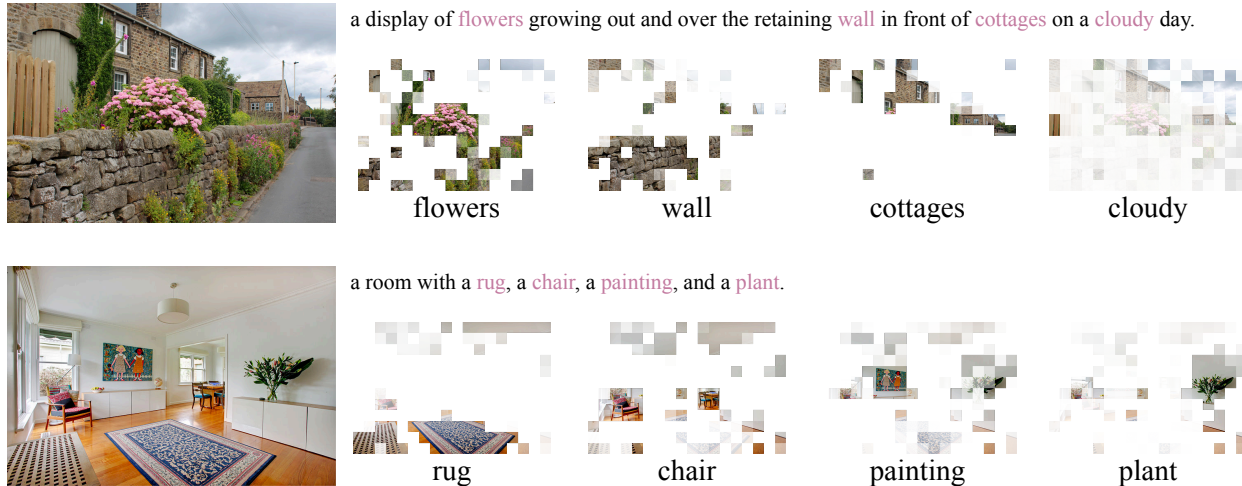 a display of flowers growing out and over the retaining wall in front of cottages on a cloudy day.
flowers wall cottages cloudy
a room with a rug, a chair, a painting, and a plant.
rug chair painting plant